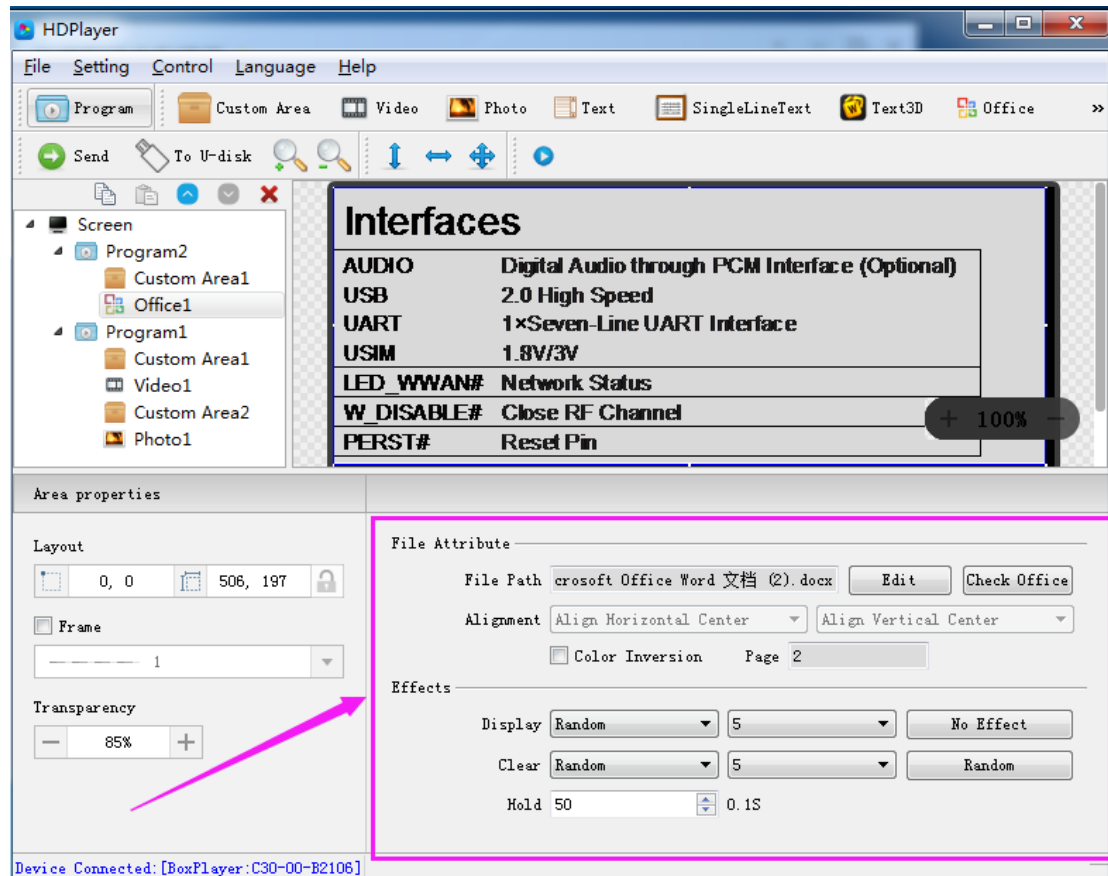 HDPlayer
File Setting Control Language Help
Program Custom Area Video Photo Text SingleLineText Text3D Office »
Send To U-disk
Screen
Program2
Custom Area1
Office1
Program1
Custom Area1
Video1
Custom Area2
Photo1
Interfaces
AUDIO Digital Audio through PCM Interface (Optional)
USB 2.0 High Speed
UART 1×Seven-Line UART Interface
USIM 1.8V/3V
LED_WWAN# Network Status
W_DISABLE# Close RF Channel
PERST# Reset Pin
+ 100% −
Area properties
Layout
0, 0 506, 197
Frame
1
Transparency
− 85% +
File Attribute
File Path crosoft Office Word 文档 (2).docx Edit Check Office
Alignment Align Horizontal Center Align Vertical Center
Color Inversion Page 2
Effects
Display Random 5 No Effect
Clear Random 5 Random
Hold 50 0.1S
Device Connected:[BoxPlayer:C30-00-B2106]